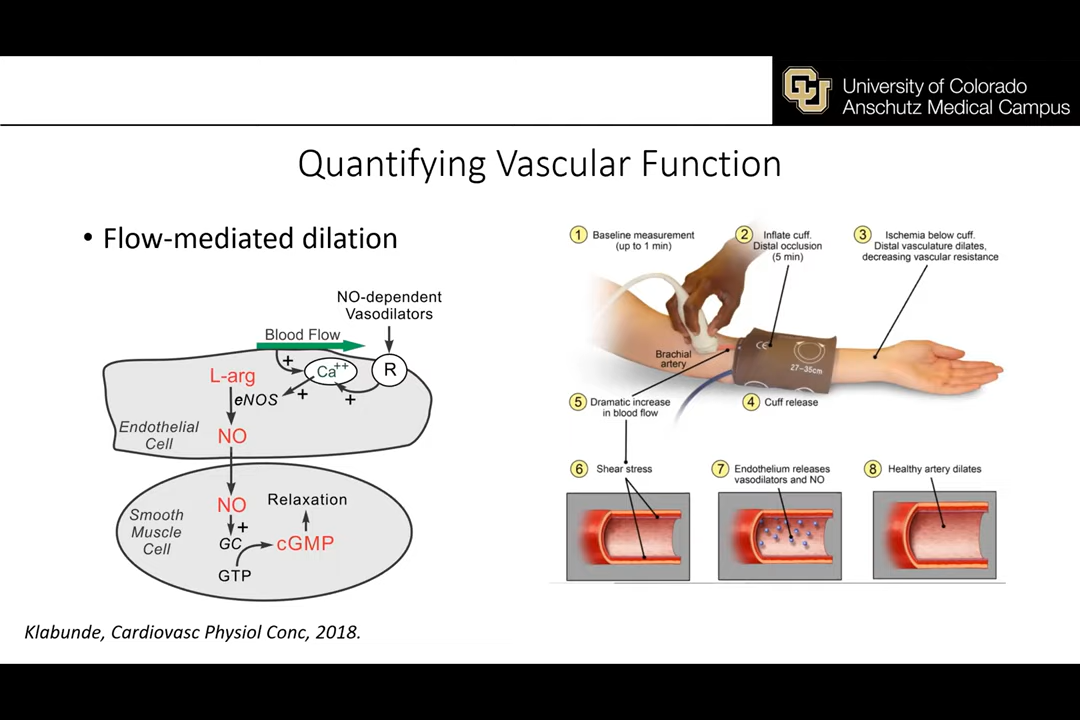 CU
University of Colorado
Anschutz Medical Campus
Quantifying Vascular Function
• Flow-mediated dilation
NO-dependent
Vasodilators
Blood Flow
+
Ca++
R
L-arg
eNOS
+
+
Endothelial
Cell
NO
NO
Relaxation
Smooth
Muscle
Cell
+
GC
cGMP
GTP
Klabunde, Cardiovasc Physiol Conc, 2018.
1 Baseline measurement
(up to 1 min)
2 Inflate cuff.
Distal occlusion
(5 min)
3 Ischemia below cuff.
Distal vasculature dilates,
decreasing vascular resistance
Brachial
artery
CE
27-35cm
5 Dramatic increase
in blood flow
4 Cuff release
6 Shear stress
7 Endothelium releases
vasodilators and NO
8 Healthy artery dilates